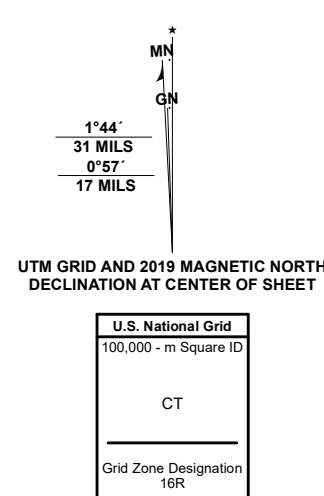 ★
MN
GN
1°44´
31 MILS
0°57´
17 MILS
UTM GRID AND 2019 MAGNETIC NORTH
DECLINATION AT CENTER OF SHEET
U.S. National Grid
100,000 - m Square ID
CT
Grid Zone Designation
16R